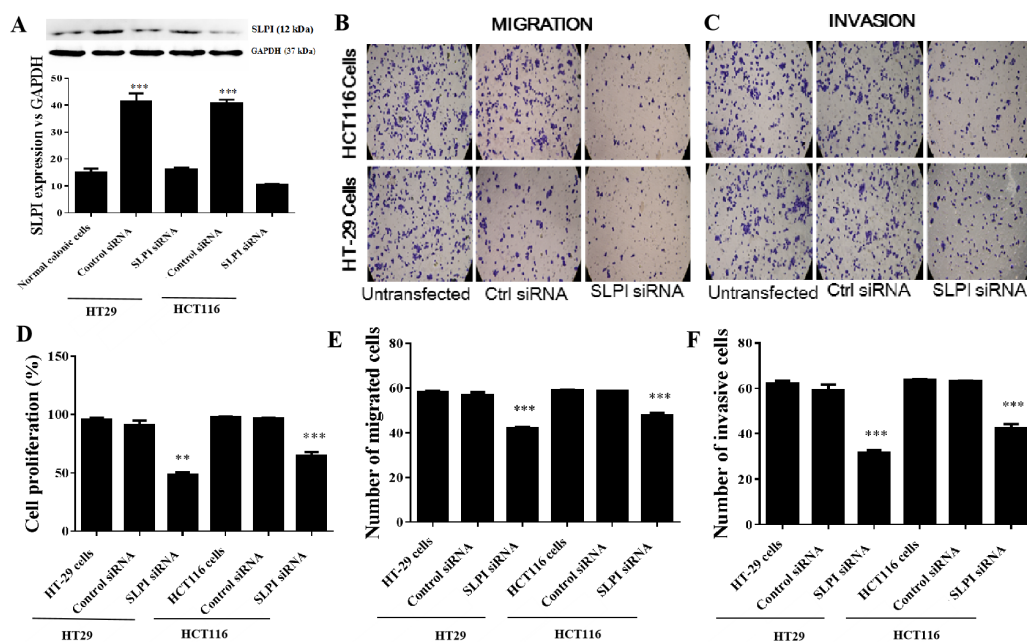 A
SLPI (12 kDa)
GAPDH (37 kDa)
SLPI expression vs GAPDH
50
40
30
20
10
0
***
***
Normal colonic cells
Control siRNA
SLPI siRNA
Control siRNA
SLPI siRNA
HT29
HCT116
B
MIGRATION
HCT116 Cells
HT-29 Cells
Untransfected
Ctrl siRNA
SLPI siRNA
C
INVASION
Untransfected
Ctrl siRNA
SLPI siRNA
D
Cell proliferation (%)
150
100
50
0
**
***
HT-29 cells
Control siRNA
SLPI siRNA
HCT116 cells
Control siRNA
SLPI siRNA
HT29
HCT116
E
Number of migrated cells
80
60
40
20
0
***
***
HT-29 cells
Control siRNA
SLPI siRNA
HCT116 cells
Control siRNA
SLPI siRNA
HT29
HCT116
F
Number of invasive cells
80
60
40
20
0
***
***
HT-29 cells
Control siRNA
SLPI siRNA
HCT116 cells
Control siRNA
SLPI siRNA
HT29
HCT116